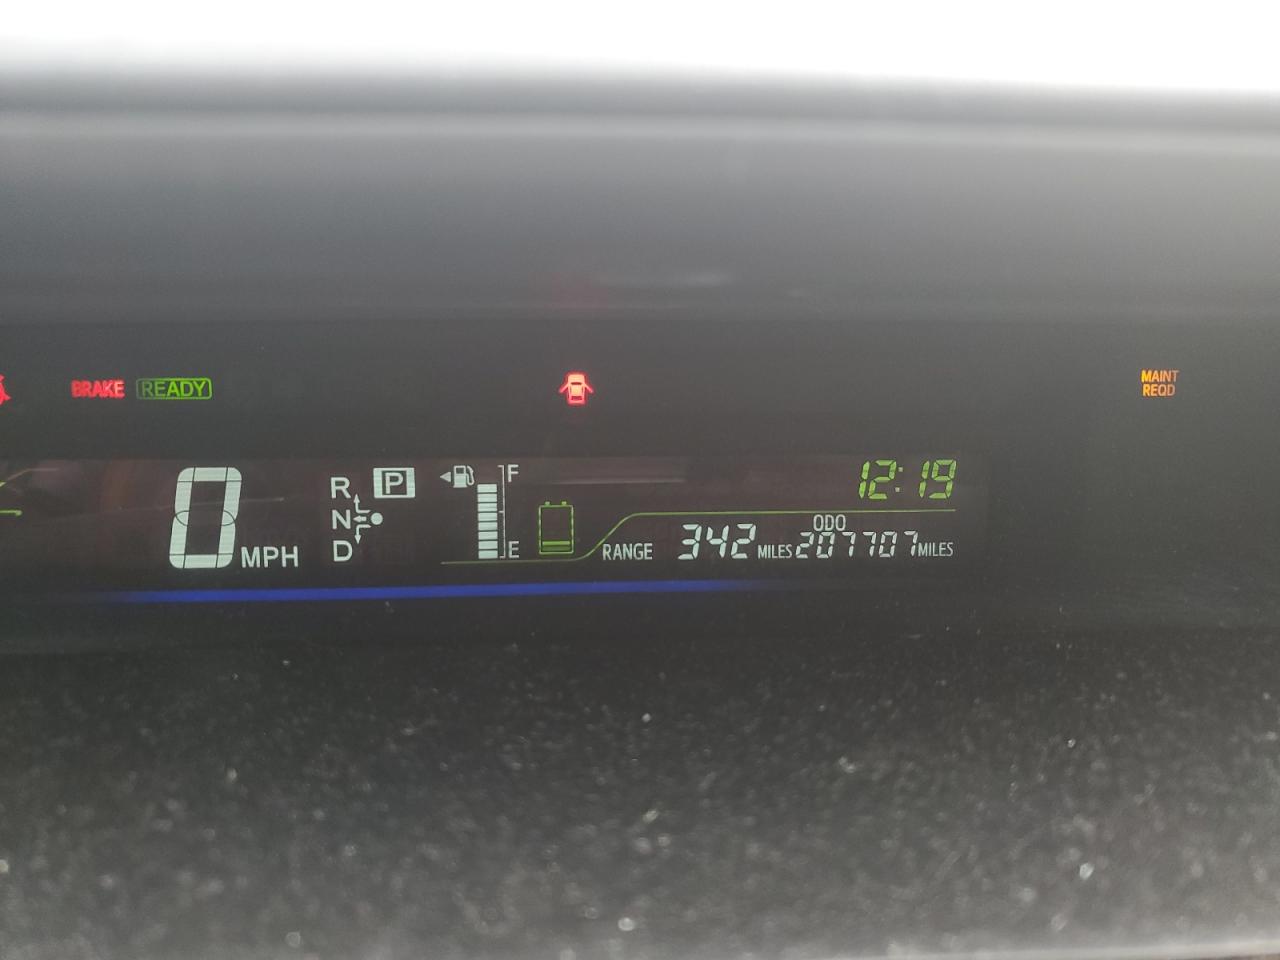 BRAKE READY MAINT
REQD
12:19
0 MPH
R P
N
D
F
E
RANGE 342 MILES
ODO
207707 MILES